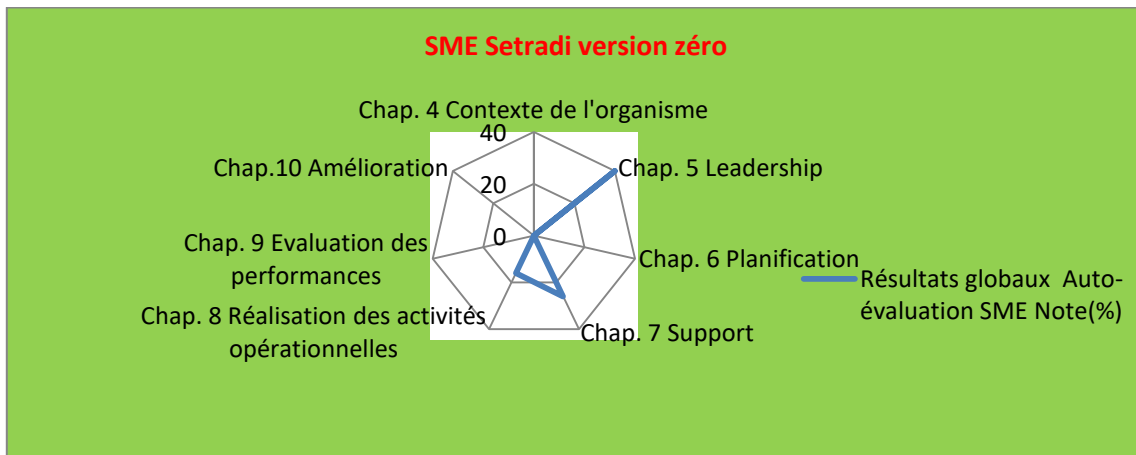 SME Setradi version zéro
Chap. 4 Contexte de l'organisme
40
Chap.10 Amélioration
Chap. 5 Leadership
20
0
Chap. 9 Evaluation des
performances
Chap. 6 Planification
Résultats globaux Auto-
évaluation SME Note(%)
Chap. 8 Réalisation des activités
opérationnelles
Chap. 7 Support